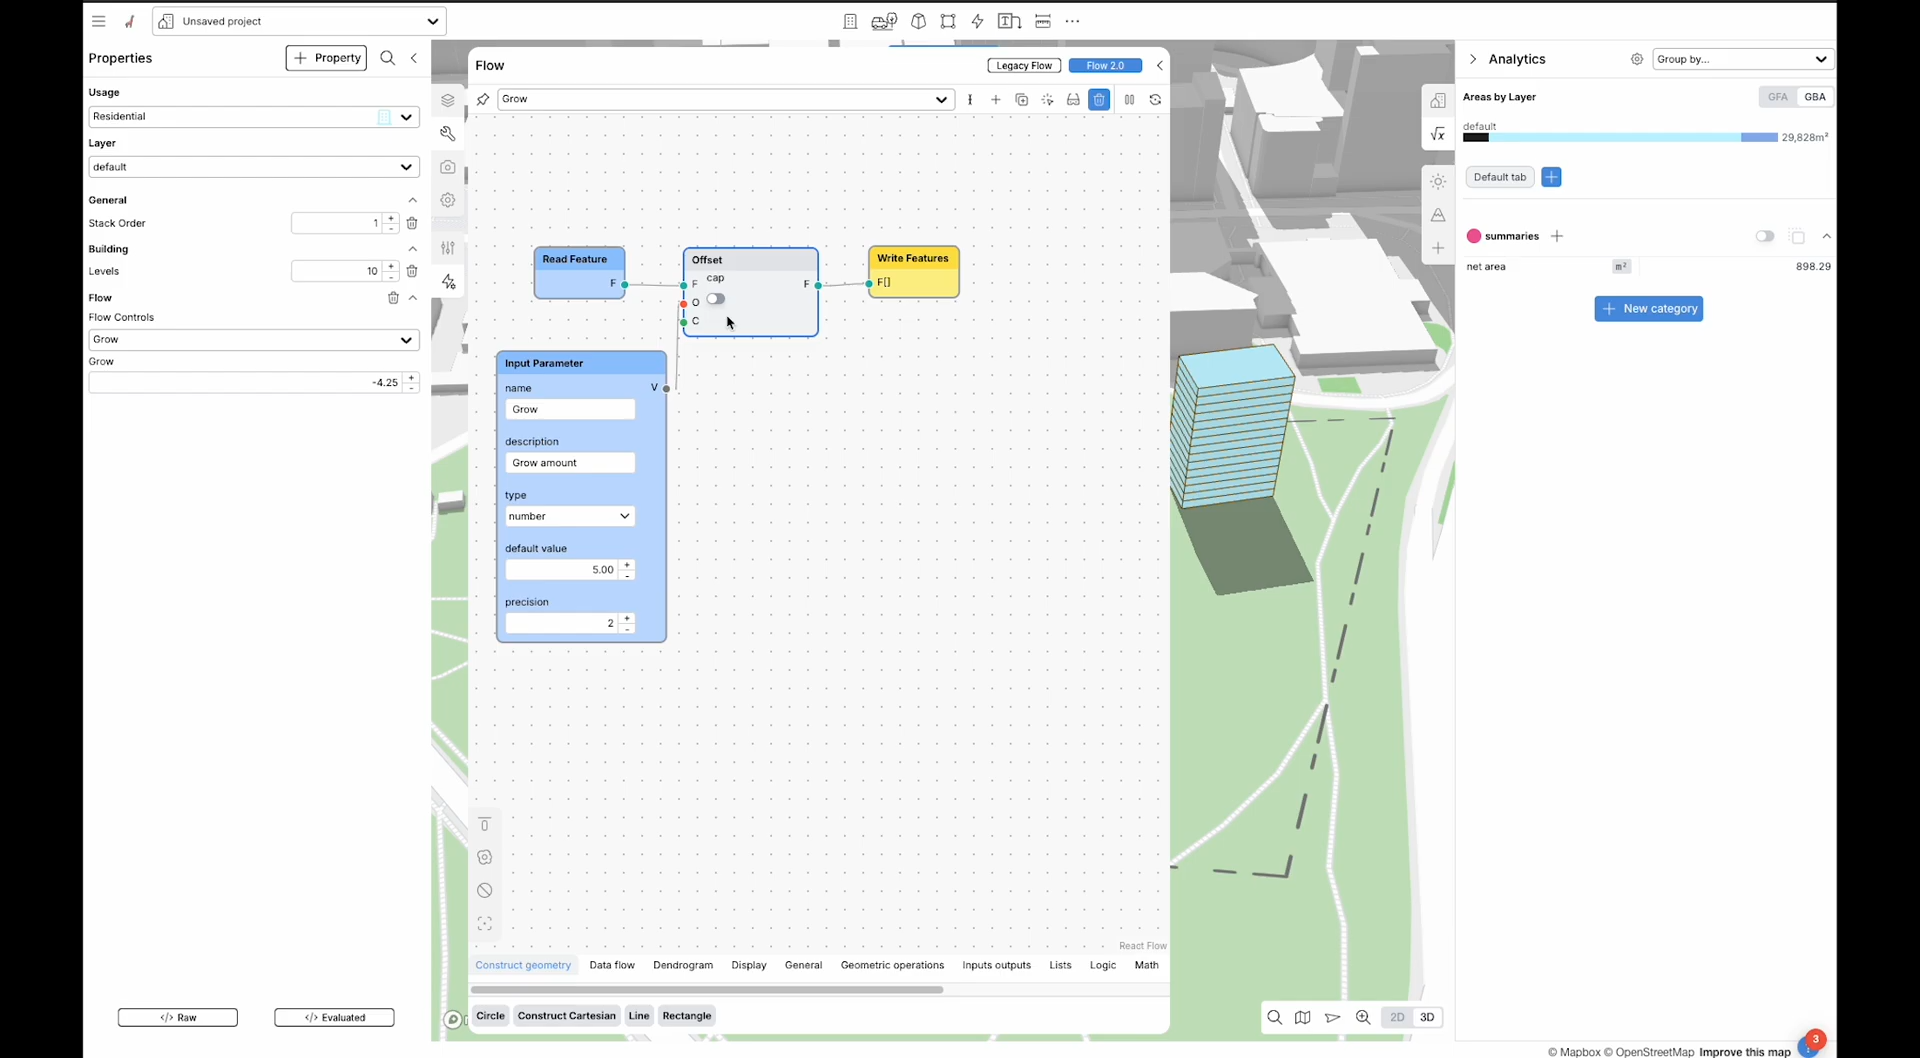 Unsaved project
Properties
+ Property
Usage
Residential
Layer
default
General
Stack Order
1
Building
Levels
10
Flow
Flow Controls
Grow
Grow
-4.25
</> Raw
</> Evaluated
Flow
Legacy Flow
Flow 2.0
Grow
Read Feature
F
Offset
cap
F
F
O
C
Write Features
F[]
Input Parameter
name
V
Grow
description
Grow amount
type
number
default value
5.00
precision
2
React Flow
Construct geometry
Data flow
Dendrogram
Display
General
Geometric operations
Inputs outputs
Lists
Logic
Math
Circle
Construct Cartesian
Line
Rectangle
Analytics
Group by...
Areas by Layer
GFA
GBA
default
29,828m²
Default tab
summaries
net area
m²
898.29
+ New category
2D
3D
3
© Mapbox © OpenStreetMap Improve this map